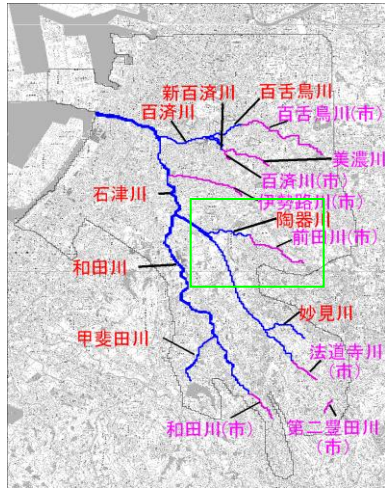 新百済川
百舌鳥川
百済川
百舌鳥川(市)
美濃川
百済川(市)
伊勢路川(市)
石津川
陶器川
前田川(市)
和田川
妙見川
甲斐田川
法道寺川
(市)
和田川(市)
第二豊田川
(市)